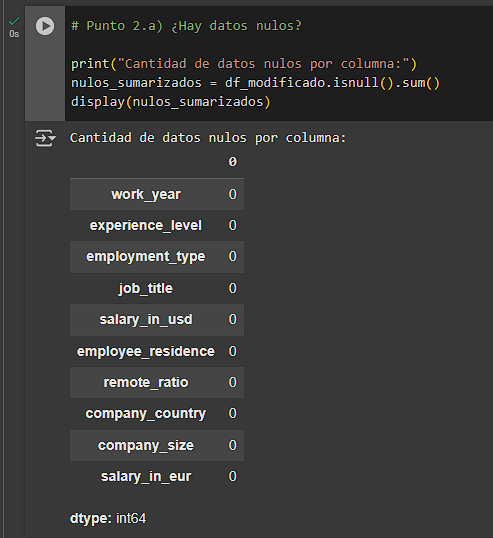 0s
# Punto 2.a) ¿Hay datos nulos?
print("Cantidad de datos nulos por columna:")
nulos_sumarizados = df_modificado.isnull().sum()
display(nulos_sumarizados)
Cantidad de datos nulos por columna:
0
work_year 0
experience_level 0
employment_type 0
job_title 0
salary_in_usd 0
employee_residence 0
remote_ratio 0
company_country 0
company_size 0
salary_in_eur 0
dtype: int64